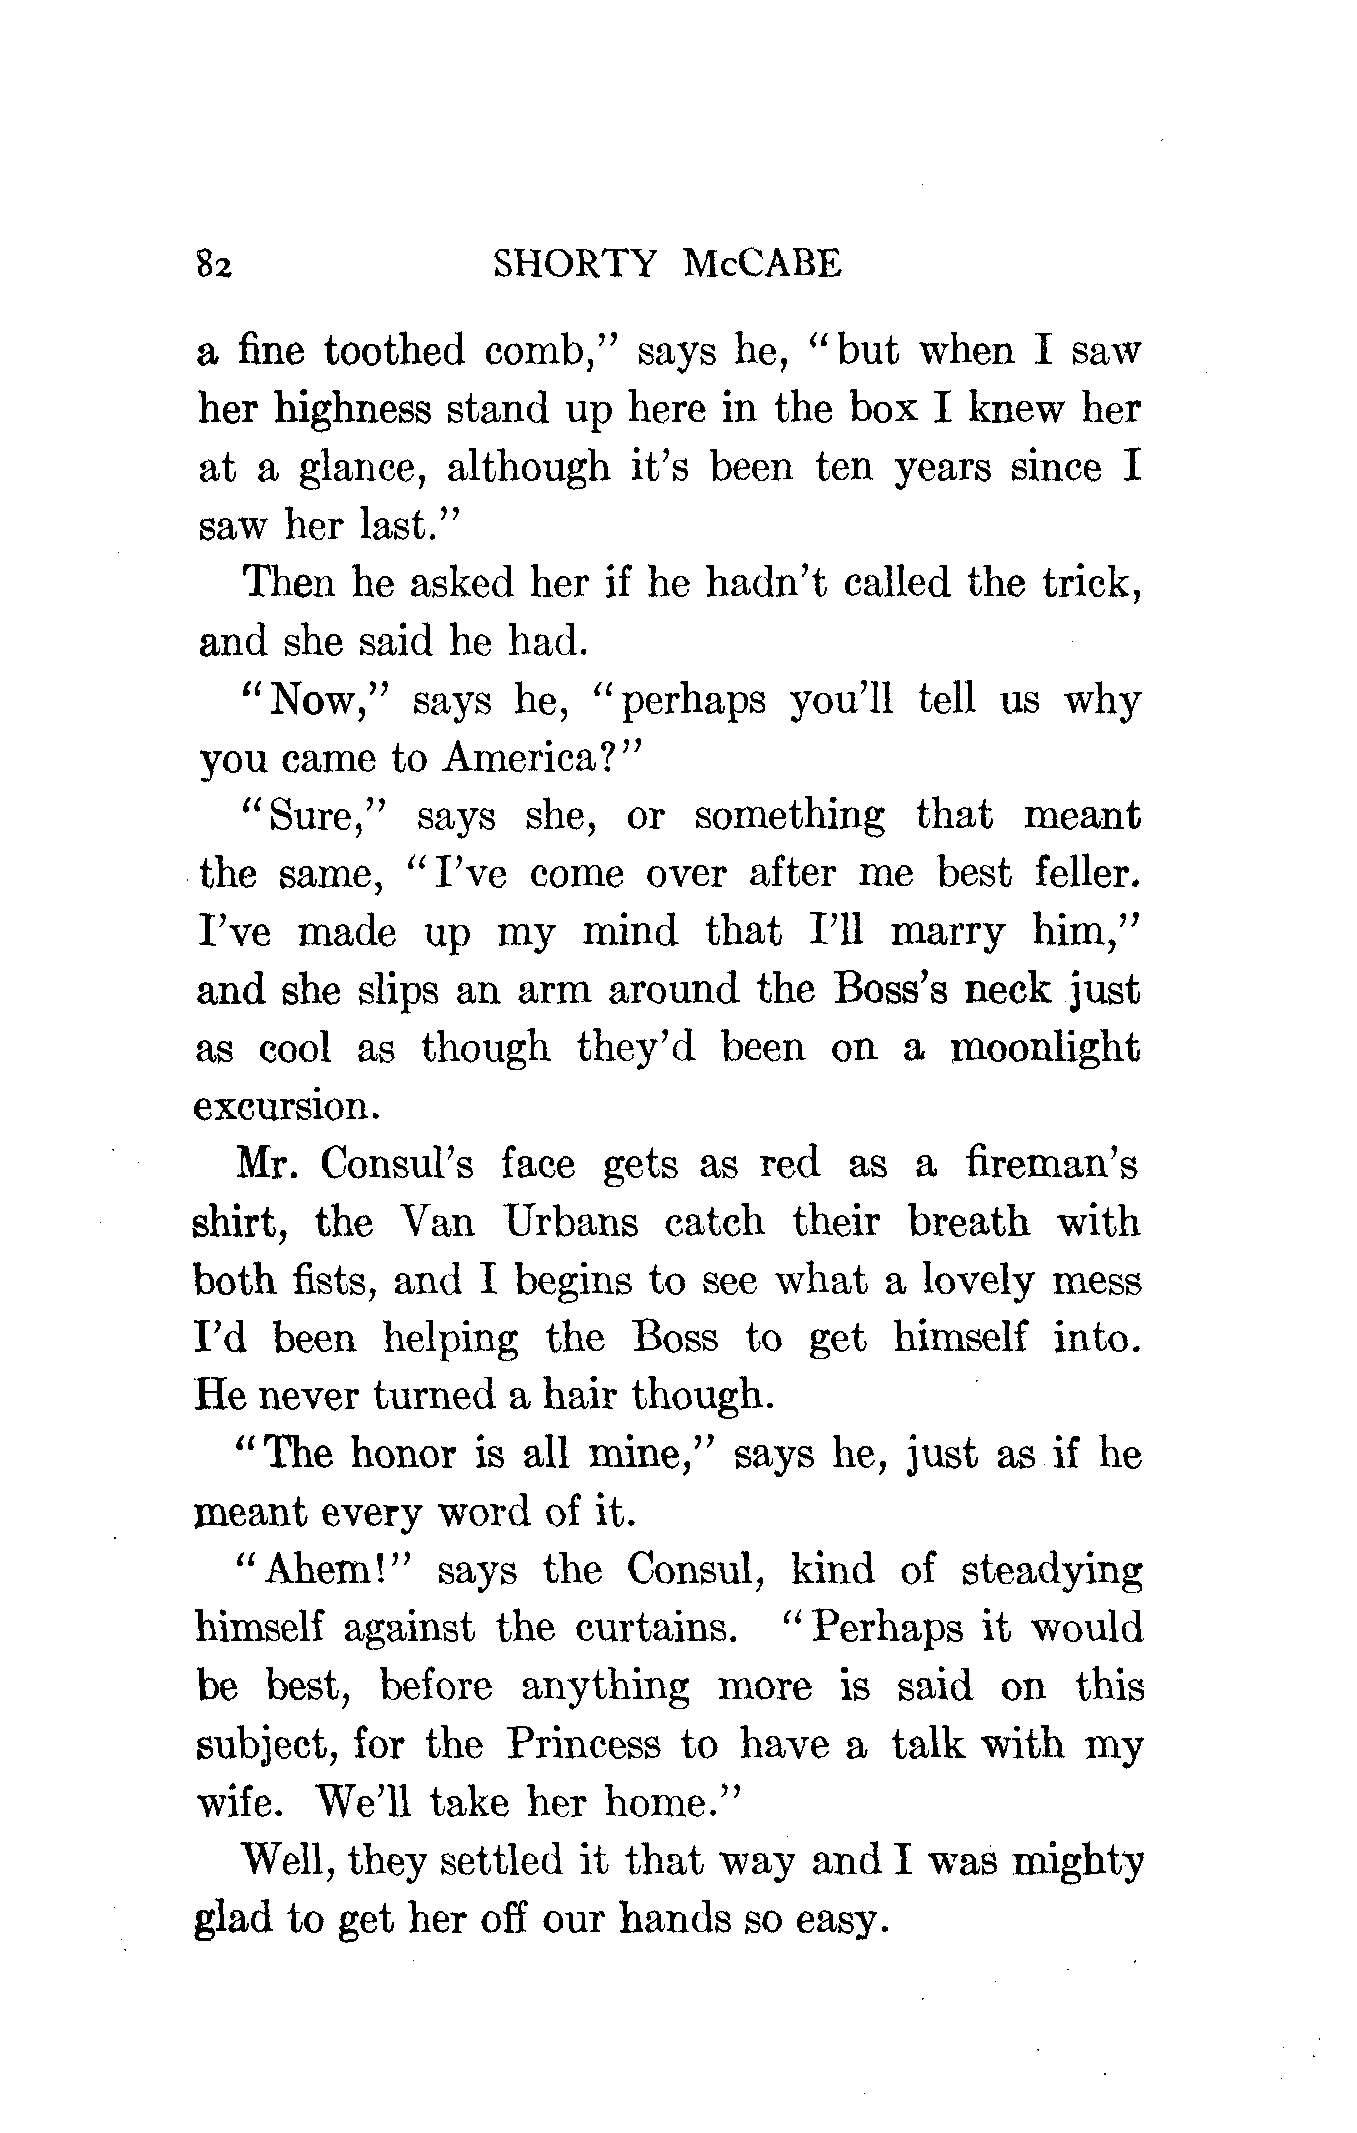 82 SHORTY McCABE
a fine toothed comb,” says he, “but when I saw
her highness stand up here in the box I knew her
at a glance, although it’s been ten years since I
saw her last.”
Then he asked her if he hadn’t called the trick,
and she said he had.
“Now,” says he, “perhaps you’ll tell us why
you came to America?”
“Sure,” says she, or something that meant
the same, “I’ve come over after me best feller.
I’ve made up my mind that I’ll marry him,”
and she slips an arm around the Boss’s neck just
as cool as though they’d been on a moonlight
excursion.
Mr. Consul’s face gets as red as a fireman’s
shirt, the Van Urbans catch their breath with
both fists, and I begins to see what a lovely mess
I’d been helping the Boss to get himself into.
He never turned a hair though.
“The honor is all mine,” says he, just as if he
meant every word of it.
“Ahem!” says the Consul, kind of steadying
himself against the curtains. “Perhaps it would
be best, before anything more is said on this
subject, for the Princess to have a talk with my
wife. We’ll take her home.”
Well, they settled it that way and I was mighty
glad to get her off our hands so easy.